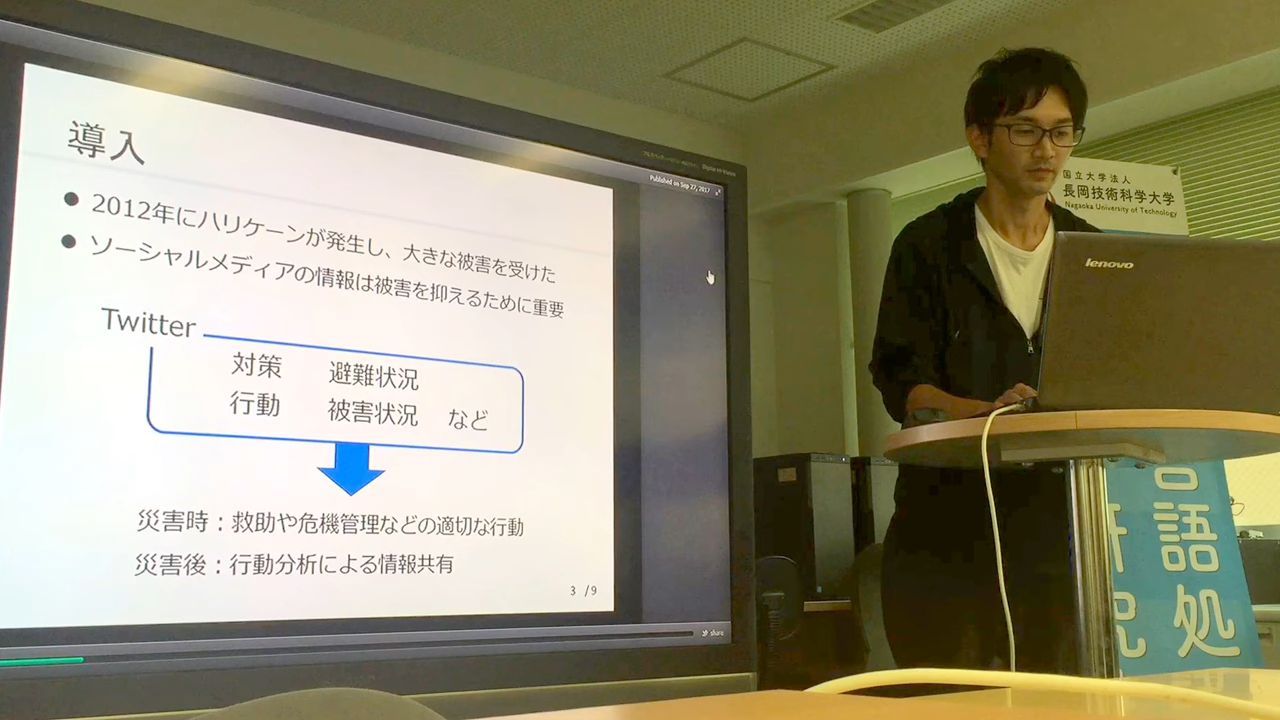 導入
● 2012年にハリケーンが発生し、大きな被害を受けた
● ソーシャルメディアの情報は被害を抑えるために重要
Twitter
対策 避難状況
行動 被害状況 など
災害時：救助や危機管理などの適切な行動
災害後：行動分析による情報共有
3 / 9
Published on Sep 27, 2017
share
国立大学法人
長岡技術科学大学
Nagaoka University of Technology
lenovo
語処